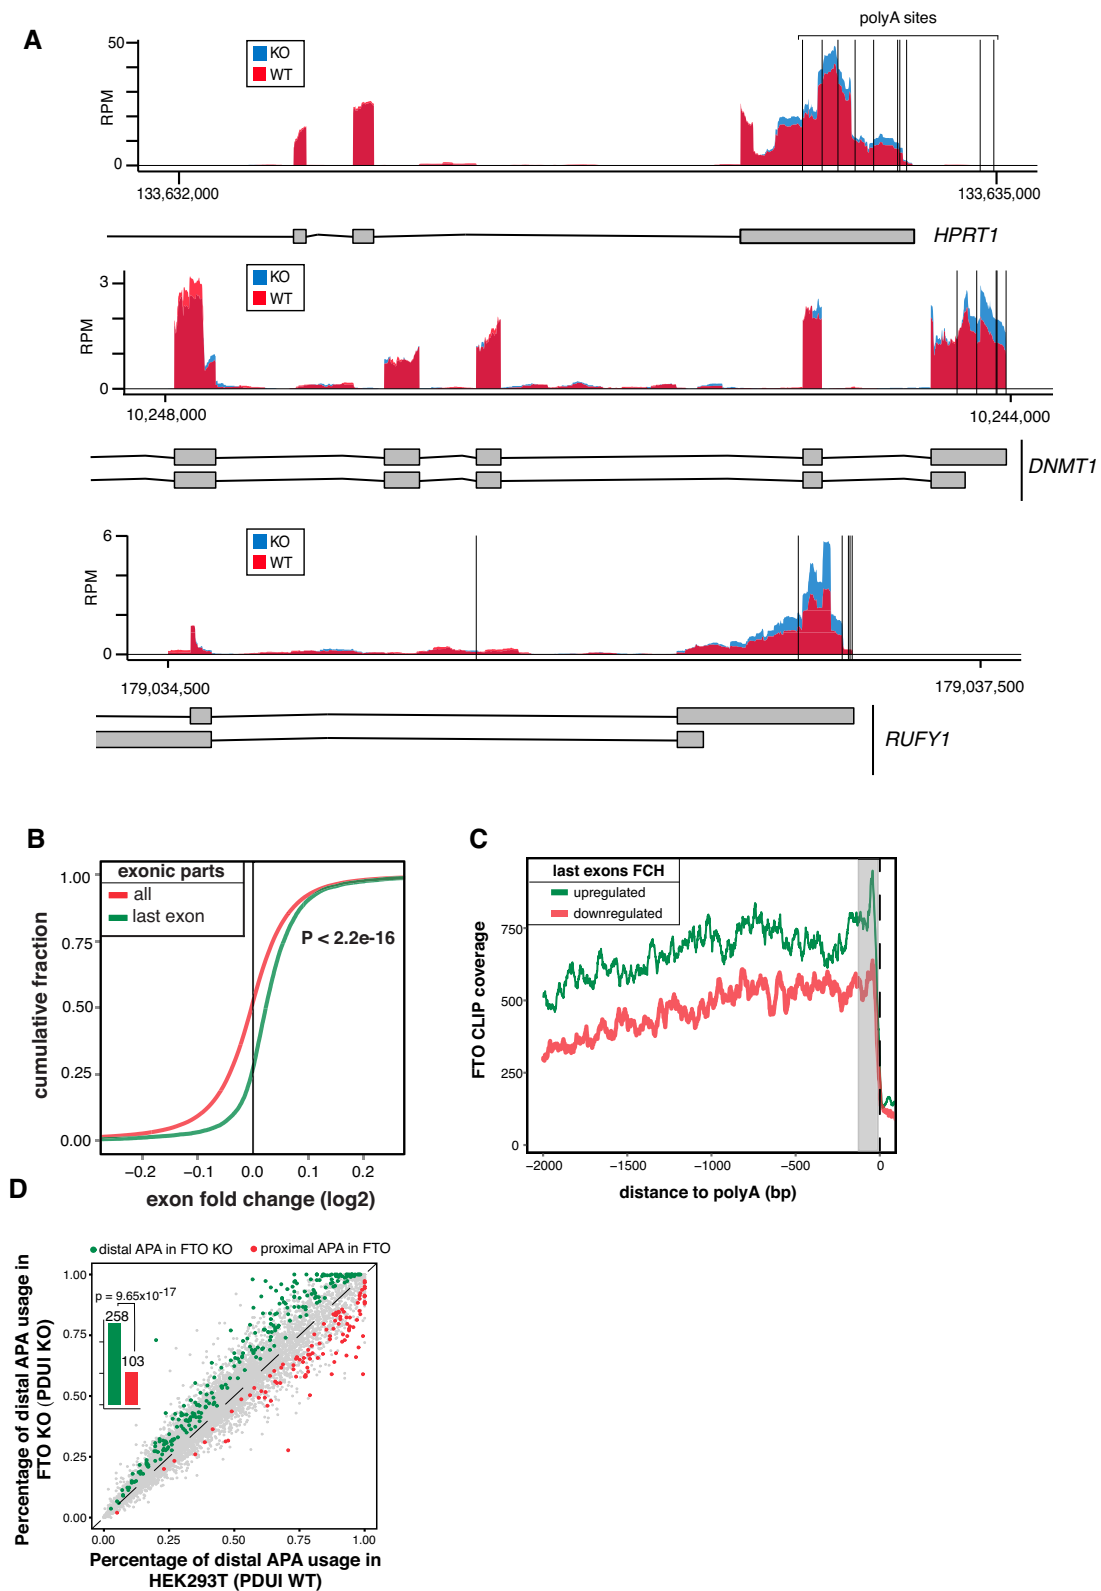 A
polyA sites
50
KO
WT
RPM
0
133,632,000
133,635,000
HPRT1
3
KO
WT
RPM
0
10,248,000
10,244,000
DNMT1
6
KO
WT
RPM
0
179,034,500
179,037,500
RUFY1
B
exonic parts
all
last exon
P < 2.2e-16
1.00
0.75
0.50
0.25
0.00
cumulative fraction
−0.2
−0.1
0.0
0.1
0.2
exon fold change (log2)
C
last exons FCH
upregulated
downregulated
750
500
250
0
FTO CLIP coverage
−2000
−1500
−1000
−500
0
distance to polyA (bp)
D
distal APA in FTO KO
proximal APA in FTO
p = 9.65x10-17
258
103
1.00
0.75
0.50
0.25
0.00
Percentage of distal APA usage in
FTO KO (PDUI KO)
0.00
0.25
0.50
0.75
1.00
Percentage of distal APA usage in
HEK293T (PDUI WT)